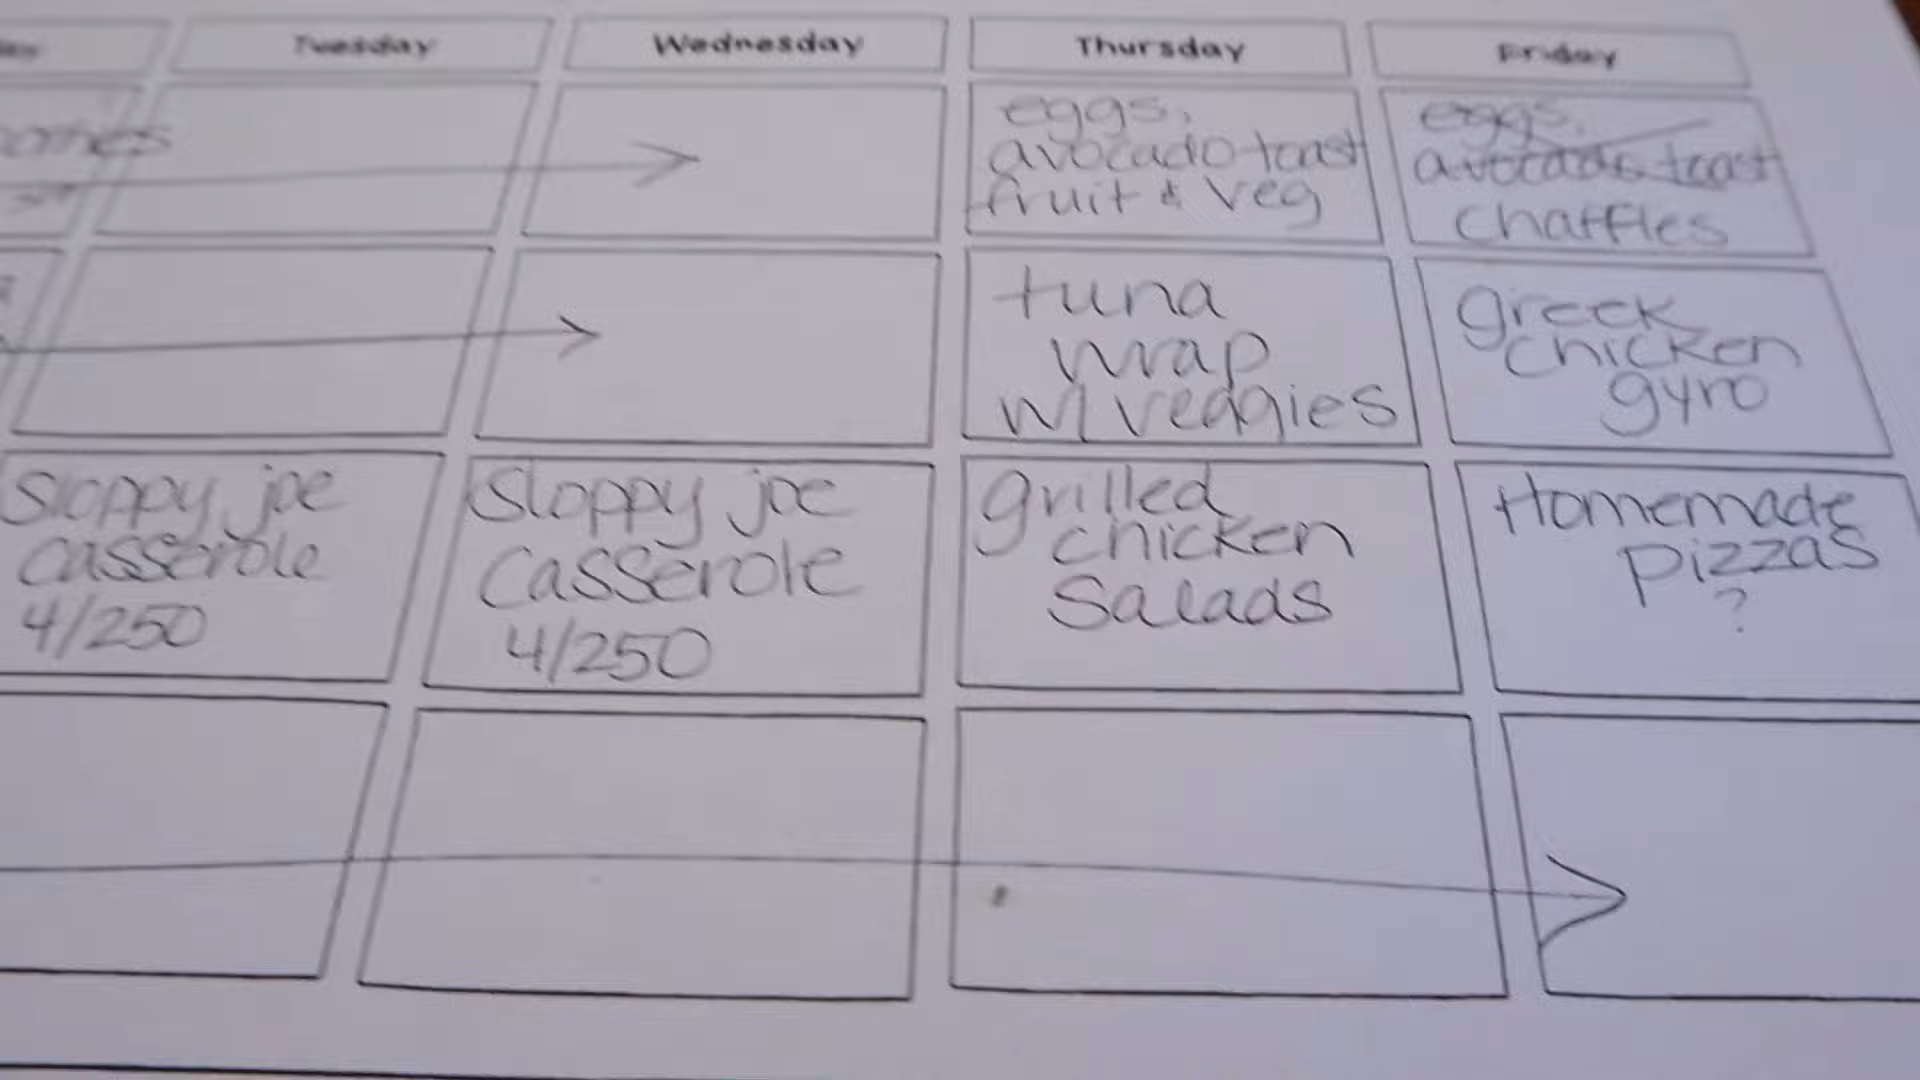 Tuesday
Wednesday
Thursday
Friday
eggs,
avocado toast
fruit & veg
eggs,
avocado toast
chaffles
tuna
wrap
w/veggies
greek
chicken
gyro
Sloppy joe
casserole
4/250
Sloppy joe
Casserole
4/250
grilled
chicken
Salads
Homemade
pizzas
?